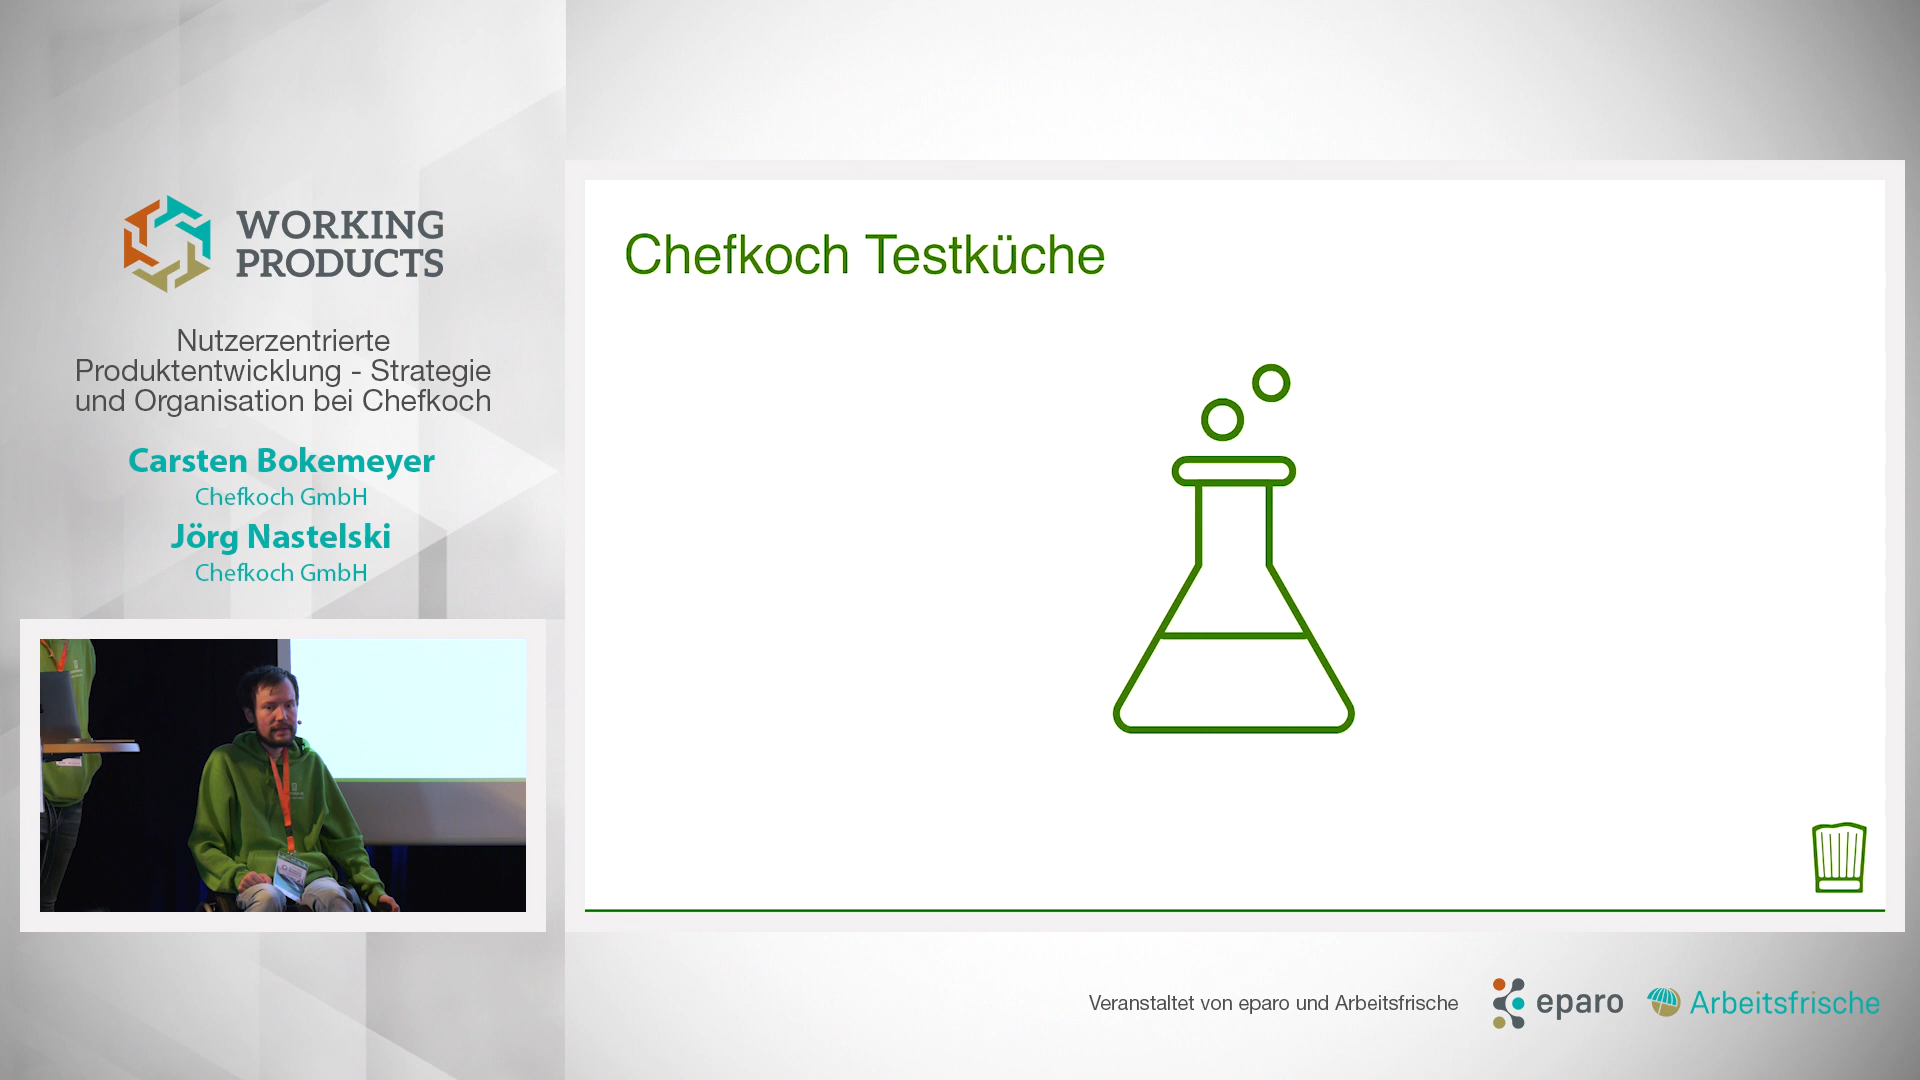 WORKING
PRODUCTS
Nutzerzentrierte
Produktentwicklung - Strategie
und Organisation bei Chefkoch
Carsten Bokemeyer
Chefkoch GmbH
Jörg Nastelski
Chefkoch GmbH
Chefkoch Testküche
Veranstaltet von eparo und Arbeitsfrische
eparo
Arbeitsfrische